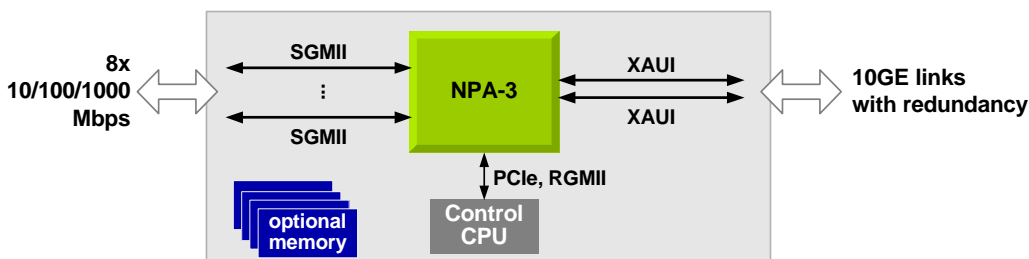 8x
10/100/1000
Mbps
SGMII
...
SGMII
NPA-3
XAUI
XAUI
10GE links
with redundancy
PCIe, RGMII
Control
CPU
optional
memory